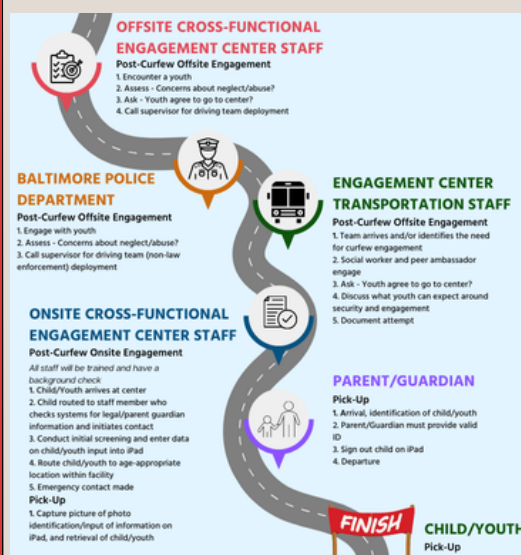 OFFSITE CROSS-FUNCTIONAL
ENGAGEMENT CENTER STAFF
Post-Curfew Offsite Engagement
1. Encounter a youth
2. Assess - Concerns about neglect/abuse?
3. Ask - Youth agree to go to center?
4. Call supervisor for driving team deployment
BALTIMORE POLICE
DEPARTMENT
Post-Curfew Offsite Engagement
1. Engage with youth
2. Assess - Concerns about neglect/abuse?
3. Call supervisor for driving team (non-law
enforcement) deployment
ENGAGEMENT CENTER
TRANSPORTATION STAFF
Post-Curfew Offsite Engagement
1. Team arrives and/or identifies the need
for curfew engagement
2. Social worker and peer ambassador
engage
3. Ask - Youth agree to go to center?
4. Discuss what youth can expect around
security and engagement
5. Document attempt
ONSITE CROSS-FUNCTIONAL
ENGAGEMENT CENTER STAFF
Post-Curfew Onsite Engagement
All staff will be trained and have a
background check
1. Child/Youth arrives at center
2. Child routed to staff member who
checks systems for legal/parent guardian
information and initiates contact
3. Conduct initial screening and enter data
on child/youth input into iPad
4. Route child/youth to age-appropriate
location within facility
5. Emergency contact made
Pick-Up
1. Capture picture of photo
identification/input of information on
iPad, and retrieval of child/youth
PARENT/GUARDIAN
Pick-Up
1. Arrival, identification of child/youth
2. Parent/Guardian must provide valid
ID
3. Sign out child on iPad
4. Departure
FINISH
CHILD/YOUTH
Pick-Up